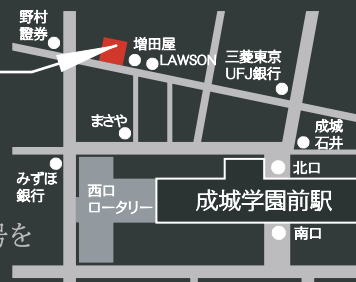 野村
證券
増田屋
LAWSON
三菱東京
UFJ銀行
まさや
成城
石井
みずほ
銀行
西口
ロータリー
北口
成城学園前駅
南口
号を